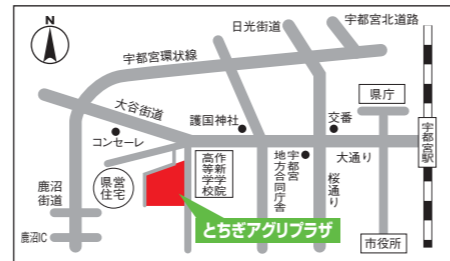 N
日光街道
宇都宮北道路
宇都宮環状線
大谷街道
護国神社
交番
県庁
コンセーレ
宇都宮駅
大通り
鹿沼
街道
県営
住宅
作新学院
高等学校
宇都宮
地方合同庁舎
桜通り
とちぎアグリプラザ
鹿沼IC
市役所